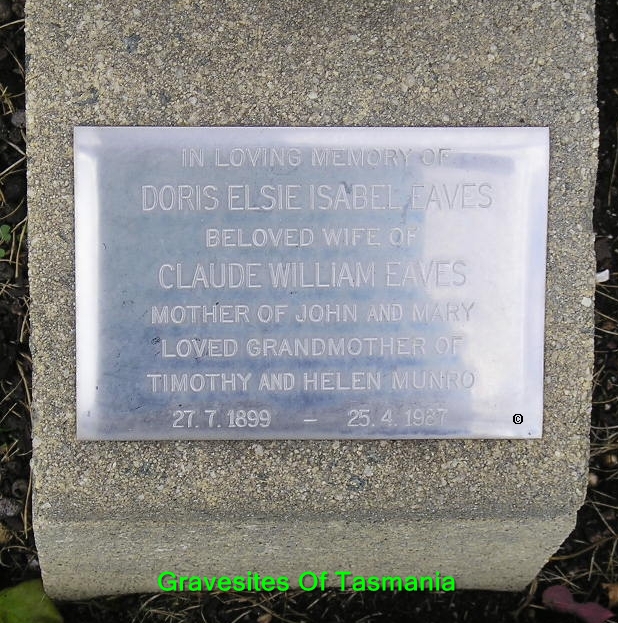 IN LOVING MEMORY OF
DORIS ELSIE ISABEL EAVES
BELOVED WIFE OF
CLAUDE WILLIAM EAVES
MOTHER OF JOHN AND MARY
LOVED GRANDMOTHER OF
TIMOTHY AND HELEN MUNRO
27. 7. 1899 – 25. 4. 1987
©
Gravesites Of Tasmania